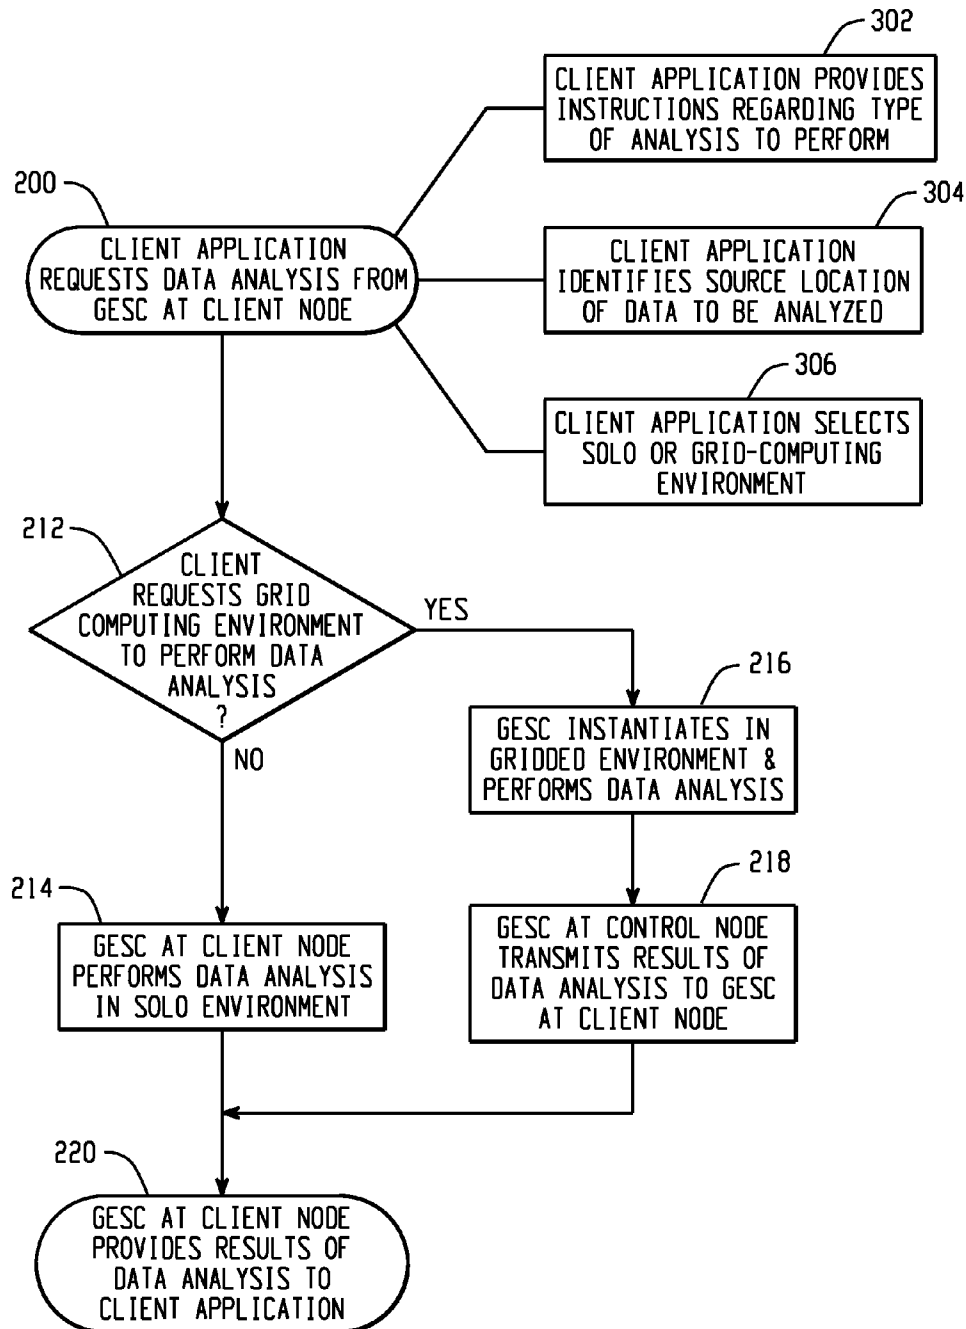 302
CLIENT APPLICATION PROVIDES
INSTRUCTIONS REGARDING TYPE
OF ANALYSIS TO PERFORM
200
CLIENT APPLICATION
REQUESTS DATA ANALYSIS FROM
GESC AT CLIENT NODE
304
CLIENT APPLICATION
IDENTIFIES SOURCE LOCATION
OF DATA TO BE ANALYZED
306
CLIENT APPLICATION SELECTS
SOLO OR GRID-COMPUTING
ENVIRONMENT
212
CLIENT
REQUESTS GRID
COMPUTING ENVIRONMENT
TO PERFORM DATA
ANALYSIS
?
YES
NO
216
GESC INSTANTIATES IN
GRIDDED ENVIRONMENT &
PERFORMS DATA ANALYSIS
214
GESC AT CLIENT NODE
PERFORMS DATA ANALYSIS
IN SOLO ENVIRONMENT
218
GESC AT CONTROL NODE
TRANSMITS RESULTS OF
DATA ANALYSIS TO GESC
AT CLIENT NODE
220
GESC AT CLIENT NODE
PROVIDES RESULTS OF
DATA ANALYSIS TO
CLIENT APPLICATION